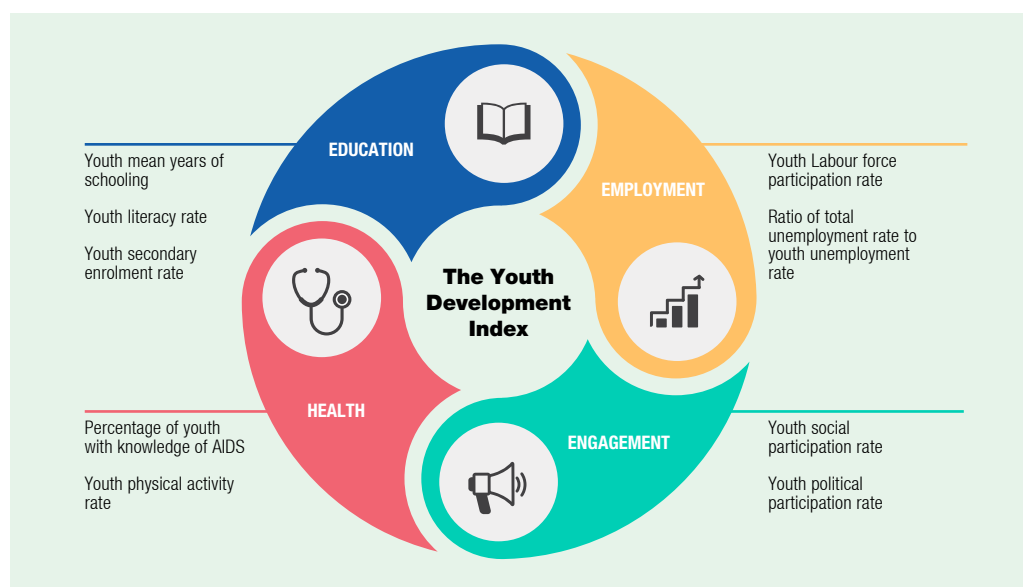 EDUCATION
Youth mean years of
schooling
Youth literacy rate
Youth secondary
enrolment rate
EMPLOYMENT
Youth Labour force
participation rate
Ratio of total
unemployment rate to
youth unemployment
rate
The Youth
Development
Index
HEALTH
Percentage of youth
with knowledge of AIDS
Youth physical activity
rate
ENGAGEMENT
Youth social
participation rate
Youth political
participation rate